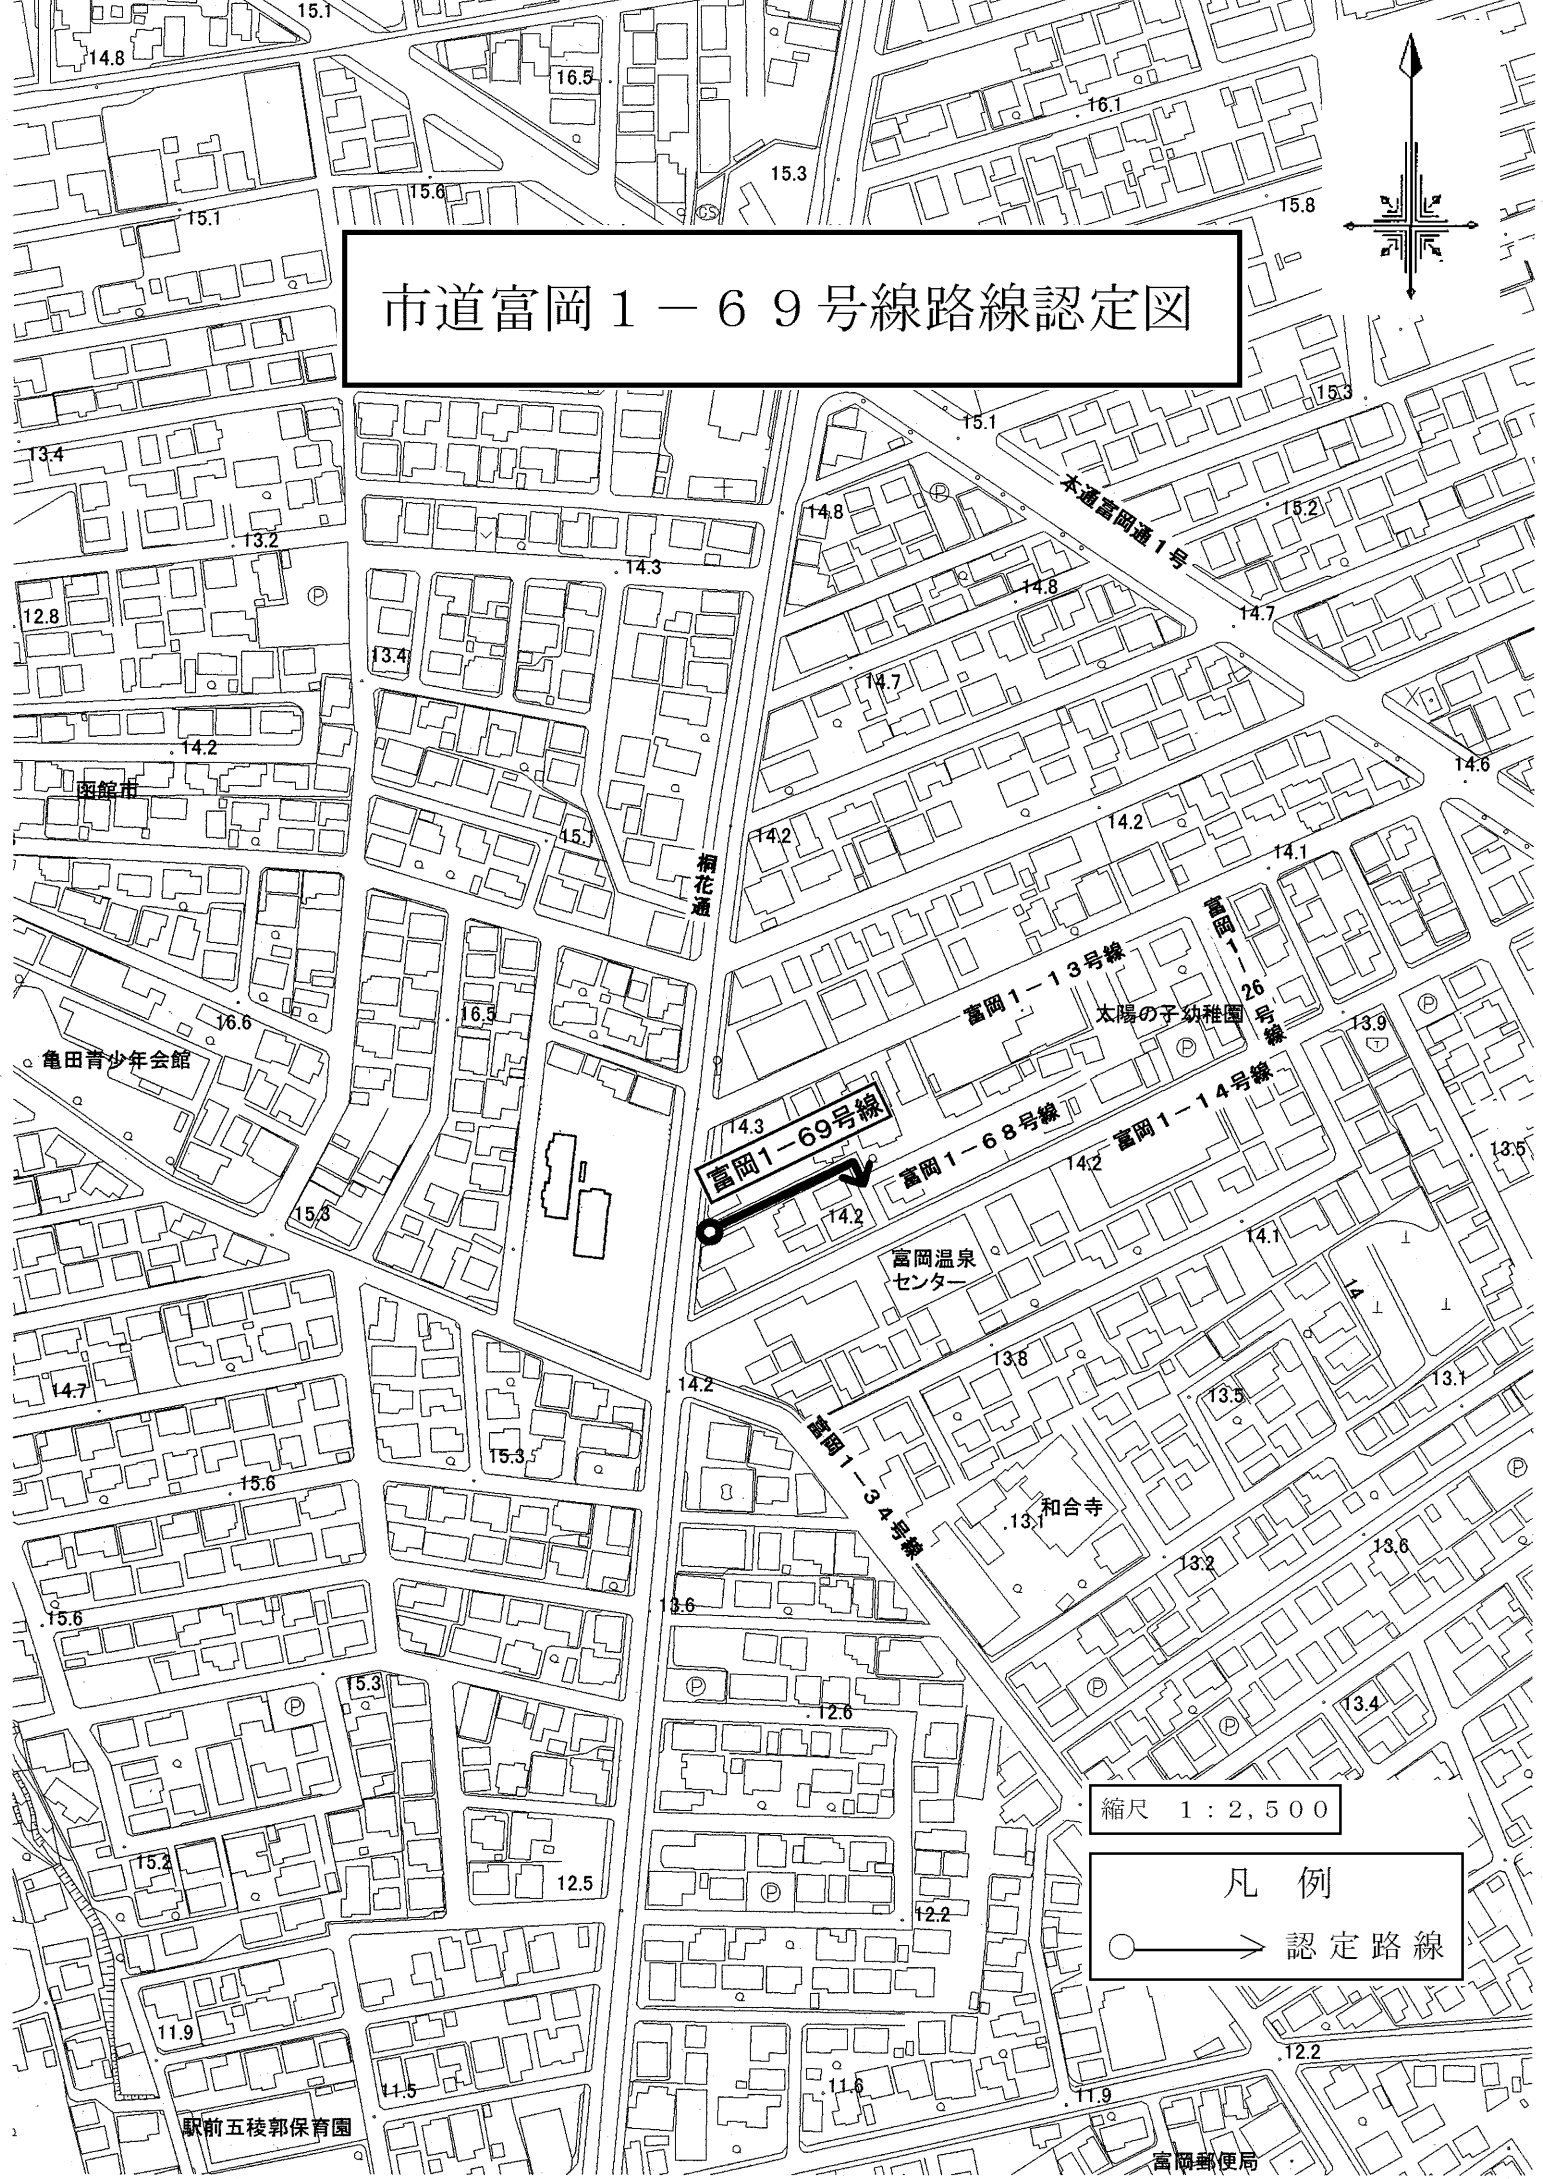 15.1
14.8
16.5
16.1
15.3
15.6
15.1
15.8
GS
市道富岡１－６９号線路線認定図
15.3
15.1
13.4
本通富岡通1号
14.8
15.2
13.2
14.3
P
P
14.8
12.8
14.7
13.4
14.7
14.2
14.6
函館市
14.2
14.2
15.1
14.1
桐花通
富岡1－26号線
富岡1－13号線
P
16.5
16.6
太陽の子幼稚園
13.9
P
亀田青少年会館
富岡1－14号線
14.3
富岡1－69号線
富岡1－68号線
14.2
13.5
15.3
14.2
14.1
富岡温泉
センター
14
13.8
14.7
14.2
13.5
13.1
富岡1－34号線
15.3
15.6
P
和合寺
13.1
13.2
13.6
15.6
13.6
15.3
P
P
13.4
P
12.6
P
縮尺　１：２，５００
15.2
12.5
凡　例
P
12.2
認定路線
11.9
12.2
11.5
11.6
11.9
駅前五稜郭保育園
富岡郵便局